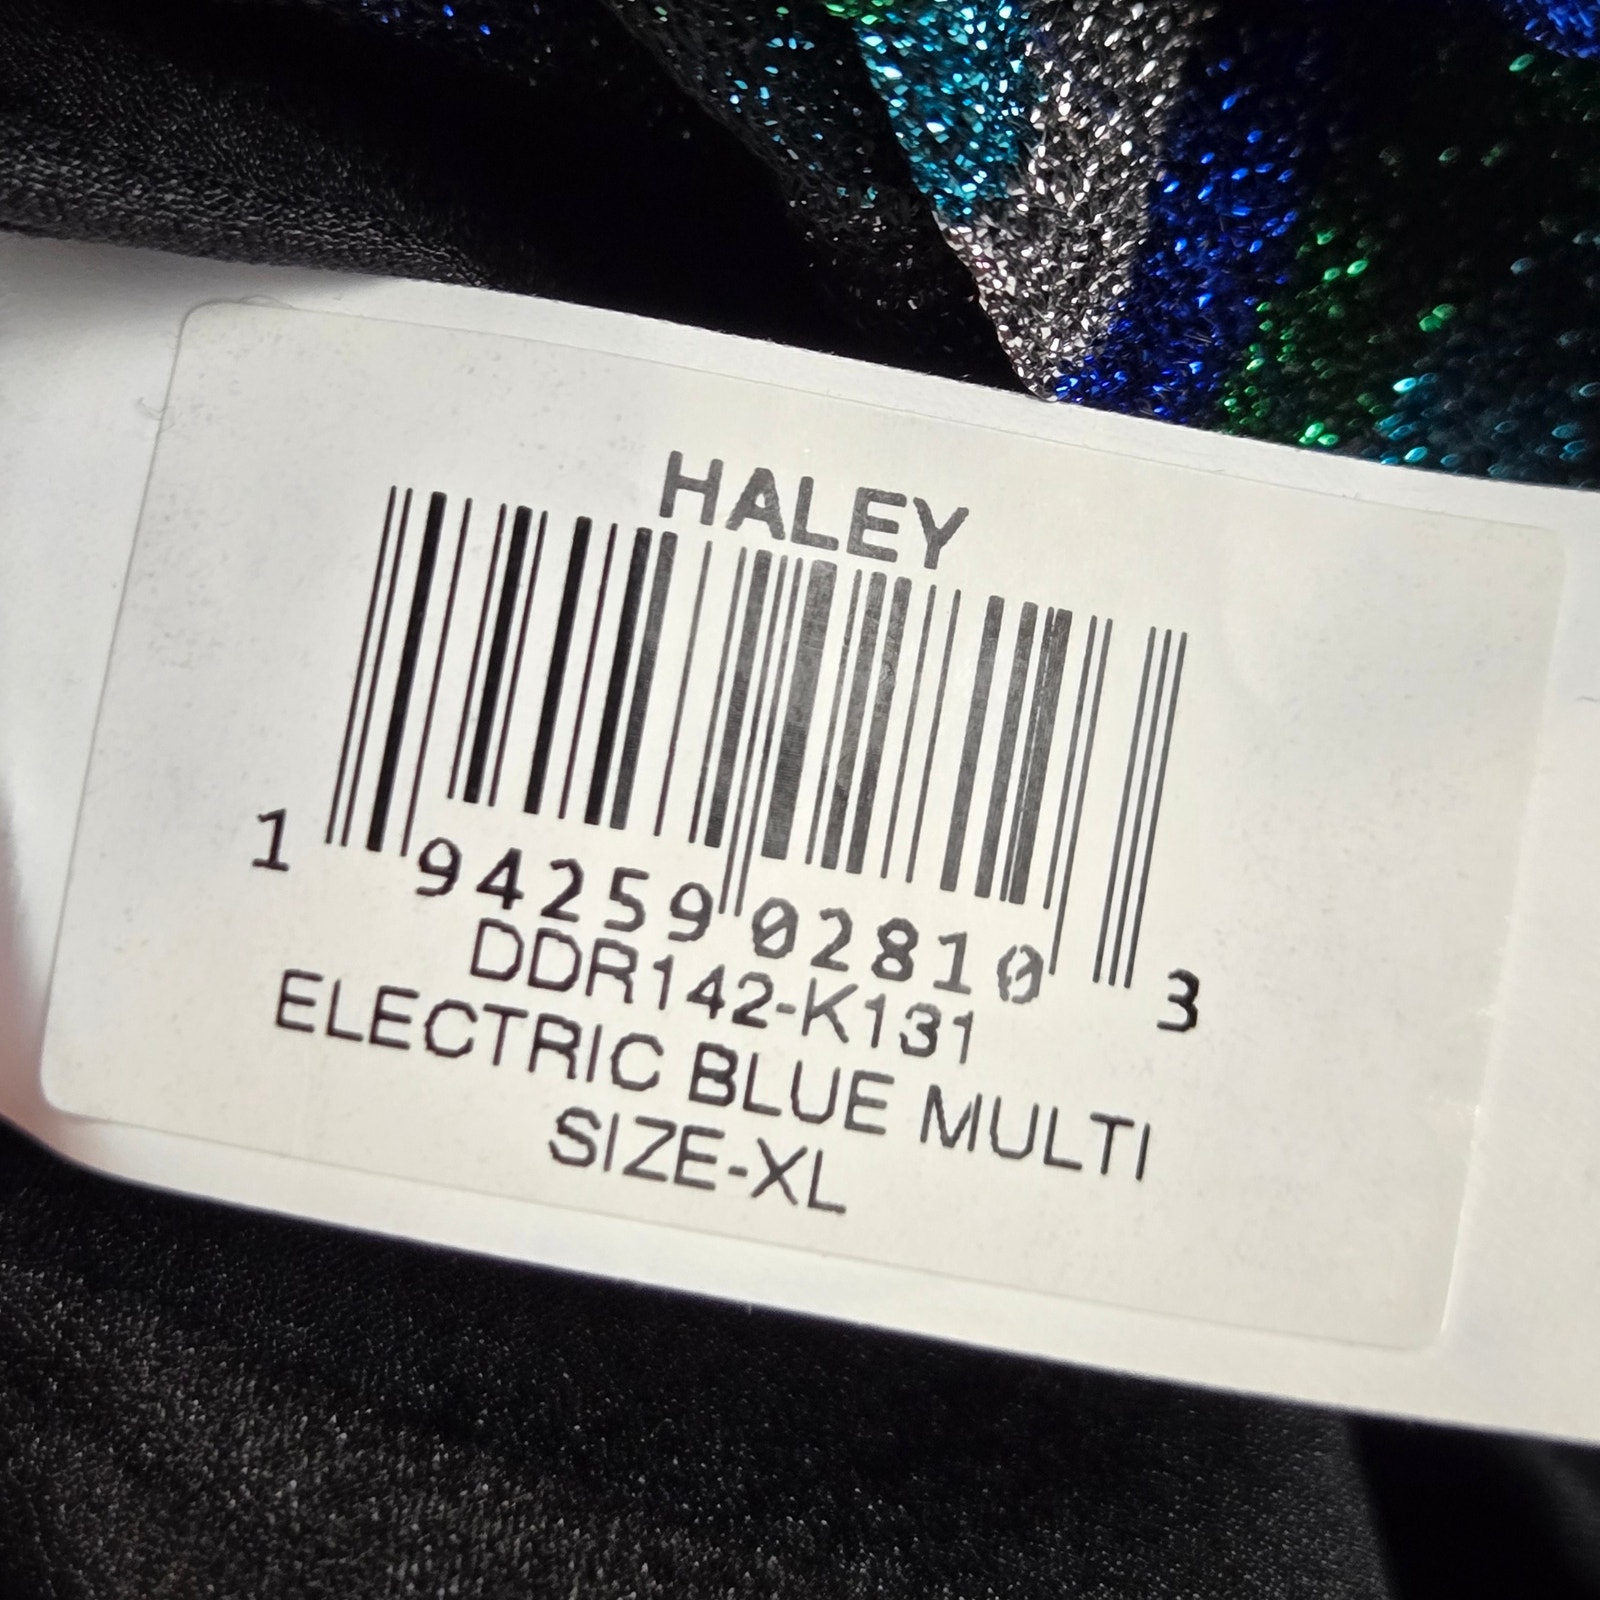 HALEY
1 94259 02810 3
DDR142-K131
ELECTRIC BLUE MULTI
SIZE-XL